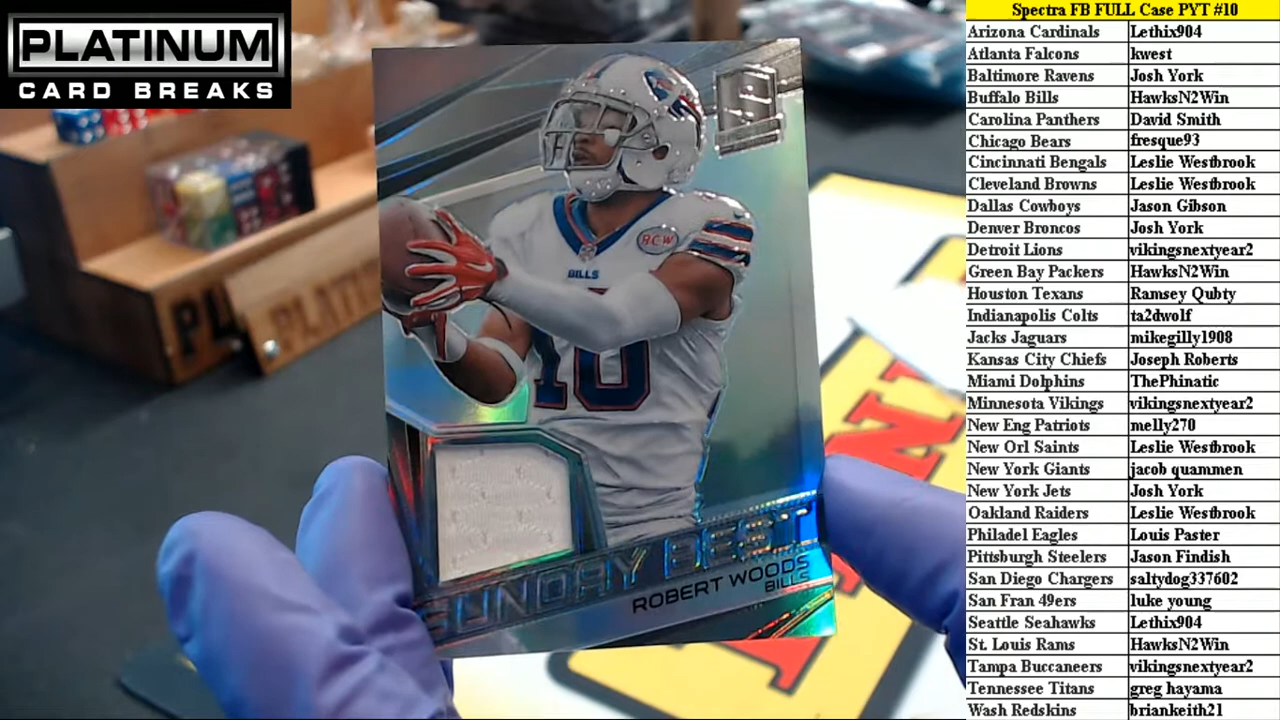 PLATINUM
CARD BREAKS
BCW
BILLS
10
SUNDAY BEST
ROBERT WOODS
BILLS
Spectra FB FULL Case PYT #10
Arizona Cardinals Lethix904
Atlanta Falcons kwest
Baltimore Ravens Josh York
Buffalo Bills HawksN2Win
Carolina Panthers David Smith
Chicago Bears fresque93
Cincinnati Bengals Leslie Westbrook
Cleveland Browns Leslie Westbrook
Dallas Cowboys Jason Gibson
Denver Broncos Josh York
Detroit Lions vikingsnextyear2
Green Bay Packers HawksN2Win
Houston Texans Ramsey Qubty
Indianapolis Colts ta2dwolf
Jacks Jaguars mikegilly1908
Kansas City Chiefs Joseph Roberts
Miami Dolphins ThePhinatic
Minnesota Vikings vikingsnextyear2
New Eng Patriots melly270
New Orl Saints Leslie Westbrook
New York Giants jacob quammen
New York Jets Josh York
Oakland Raiders Leslie Westbrook
Philadel Eagles Louis Paster
Pittsburgh Steelers Jason Findish
San Diego Chargers saltydog337602
San Fran 49ers luke young
Seattle Seahawks Lethix904
St. Louis Rams HawksN2Win
Tampa Buccaneers vikingsnextyear2
Tennessee Titans greg hayama
Wash Redskins briankeith21